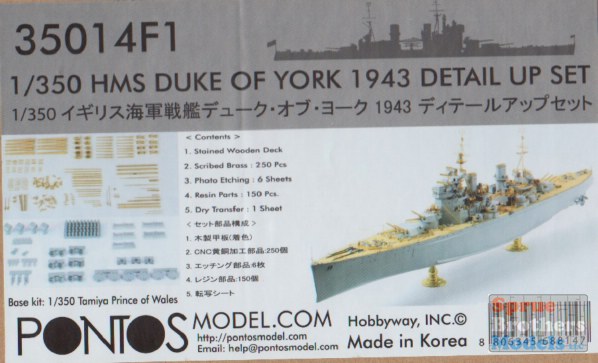 35014F1
1/350 HMS DUKE OF YORK 1943 DETAIL UP SET
1/350 イギリス海軍戦艦デューク・オブ・ヨーク 1943 ディテールアップセット
< Contents >
1. Stained Wooden Deck
2. Scribed Brass : 250 Pcs.
3. Photo Etching : 6 Sheets
4. Resin Parts : 150 Pcs.
5. Dry Transfer : 1 Sheet
< セット部品構成 >
1. 木製甲板(着色)
2. CNC黄銅加工部品:250個
3. エッチング部品:6枚
4. レジン部品:150個
5. 転写シート
Base kit: 1/350 Tamiya Prince of Wales
PONTOS MODEL.COM
http://pontosmodel.com
Email: help@pontosmodel.com
Hobbyway, INC.©
Made in Korea
Sprue
Brothers
Models